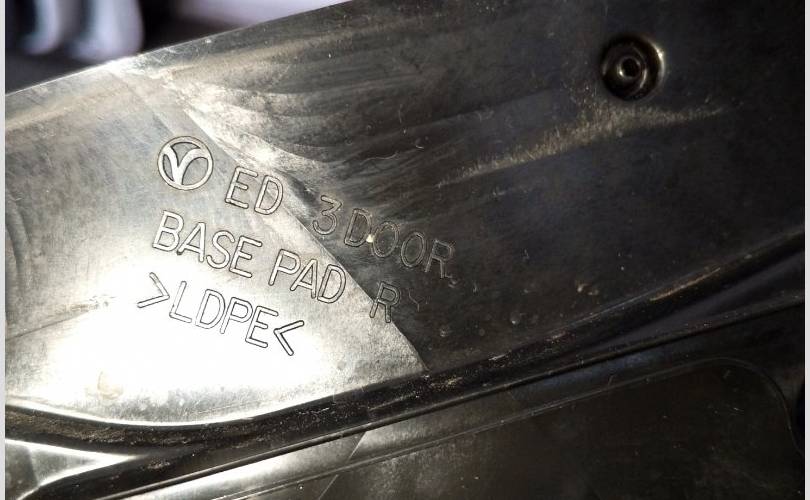 ED 3DOOR
BASE PAD R
>LDPE<